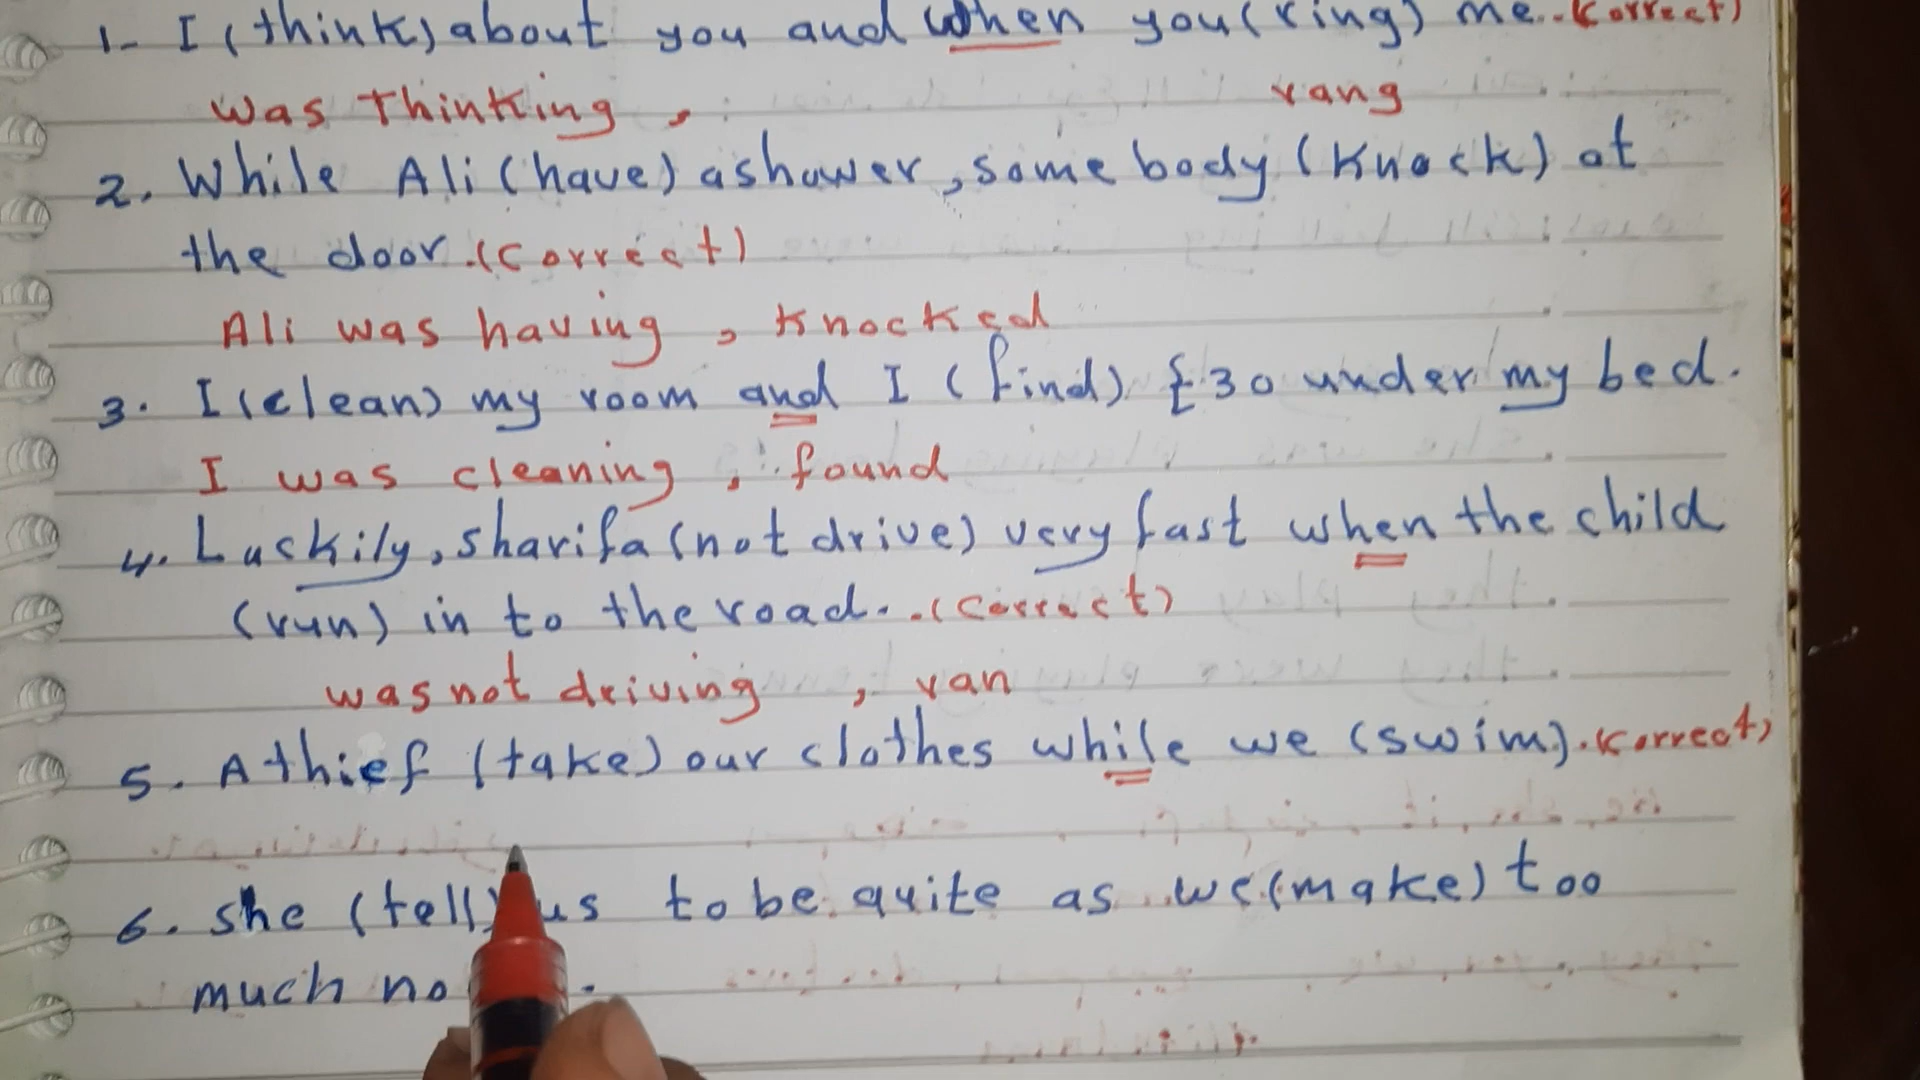 1- I (think) about you and when you (ring) me. (Correct)
was Thinking , rang
2. While Ali (have) a shower, some body (Knock) at
the door. (Correct)
Ali was having , Knocked
3. I (clean) my room and I (find) £30 under my bed.
I was cleaning , found
4. Luckily, sharifa (not drive) very fast when the child
(run) in to the road. (Correct)
was not driving , ran
5. A thief (take) our clothes while we (swim). (Correct)
6. she (tell) us to be quite as we (make) too
much no